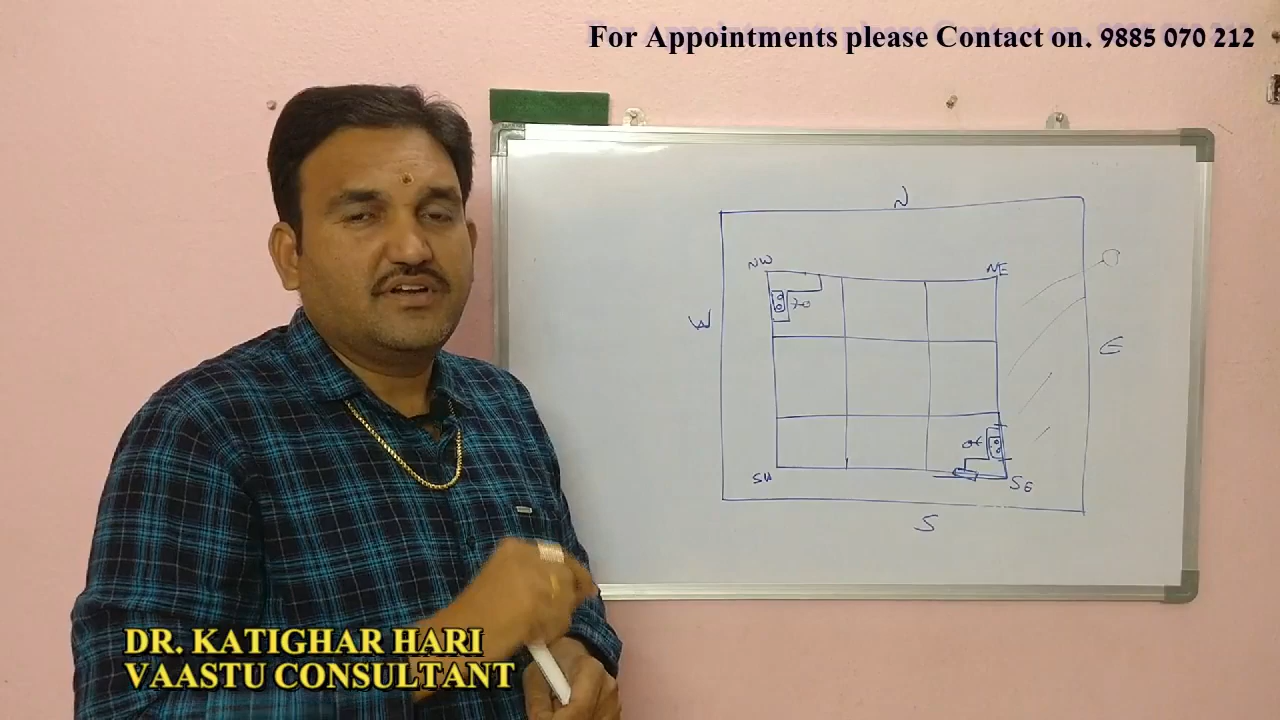 For Appointments please Contact on. 9885 070 212
N
NW
NE
W
E
SW
SE
S
DR. KATIGHAR HARI
VAASTU CONSULTANT